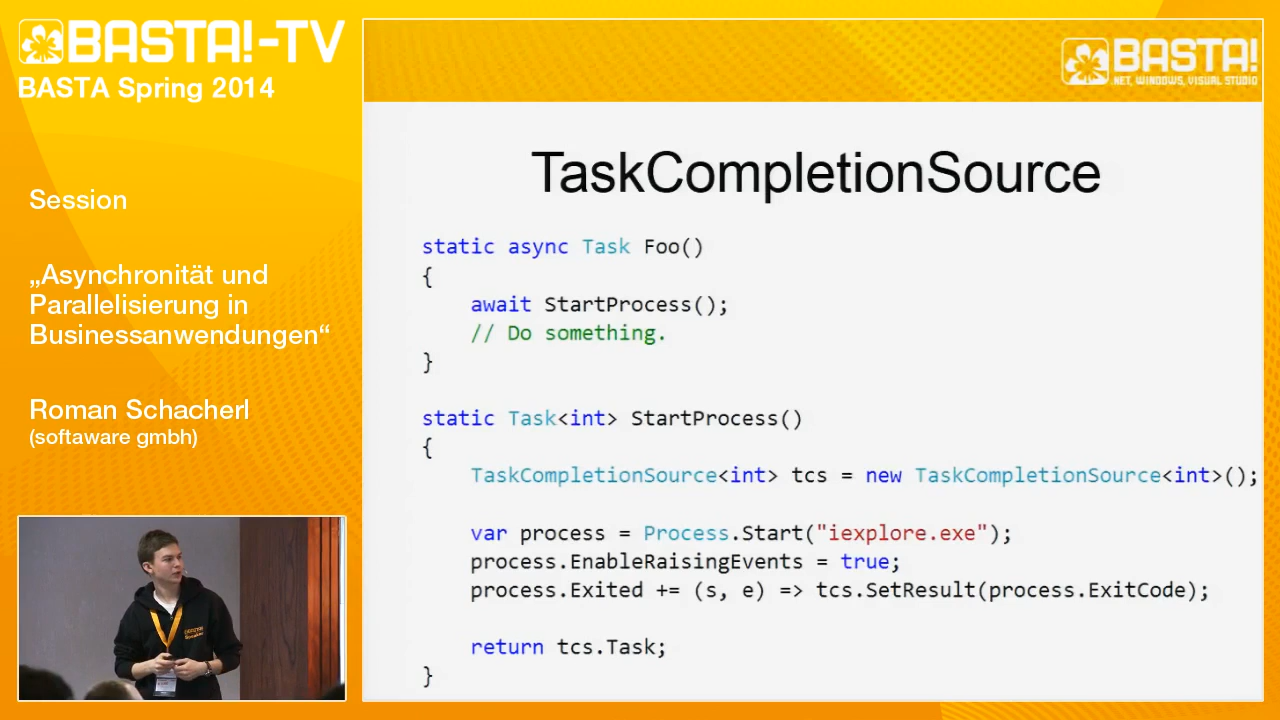 BASTA!-TV
BASTA Spring 2014
Session
„Asynchronität und
Parallelisierung in
Businessanwendungen“
Roman Schacherl
(softaware gmbh)
BASTA!
.NET, WINDOWS, VISUAL STUDIO
TaskCompletionSource
static async Task Foo()
{
    await StartProcess();
    // Do something.
}
static Task<int> StartProcess()
{
    TaskCompletionSource<int> tcs = new TaskCompletionSource<int>();
    var process = Process.Start("iexplore.exe");
    process.EnableRaisingEvents = true;
    process.Exited += (s, e) => tcs.SetResult(process.ExitCode);
    return tcs.Task;
}
BASTA!
Speaker